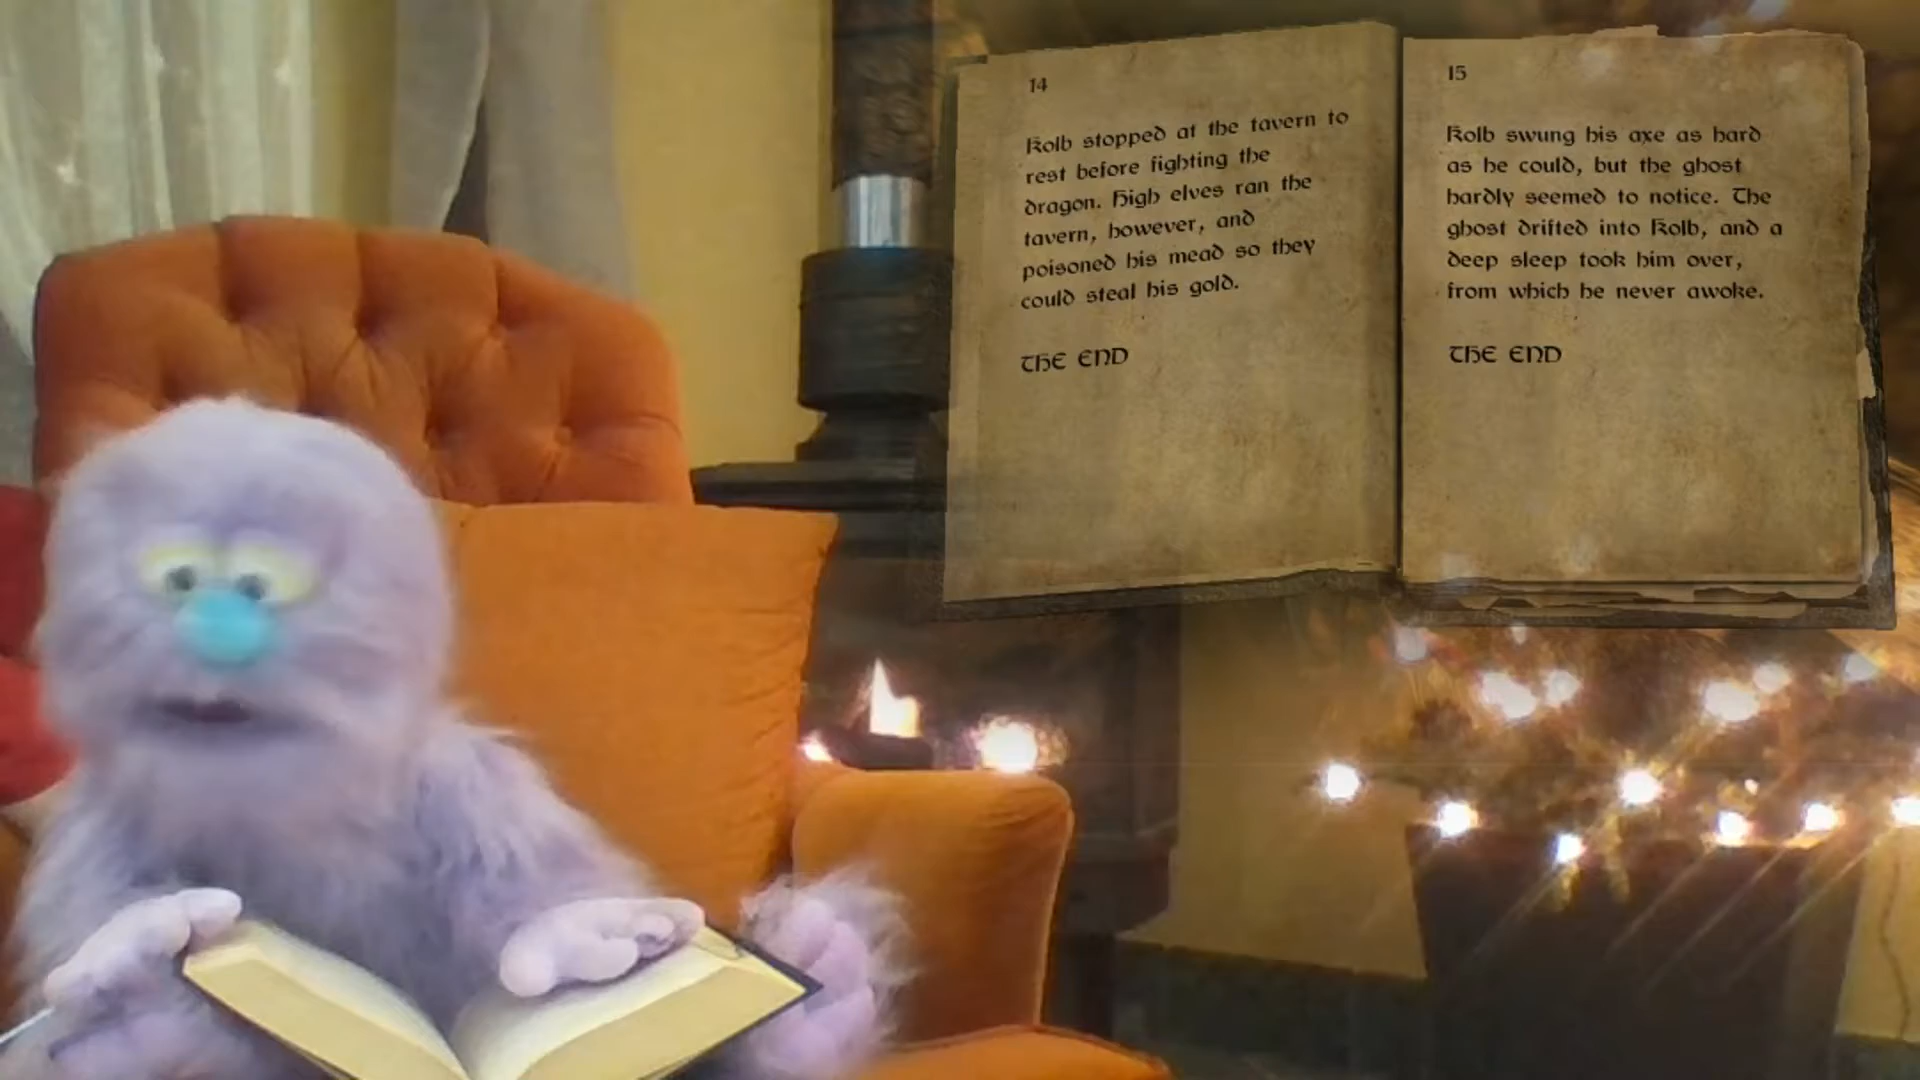 14
Kolb stopped at the tavern to
rest before fighting the
dragon. High elves ran the
tavern, however, and
poisoned his mead so they
could steal his gold.
THE END
15
Kolb swung his axe as hard
as he could, but the ghost
hardly seemed to notice. The
ghost drifted into Kolb, and a
deep sleep took him over,
from which he never awoke.
THE END